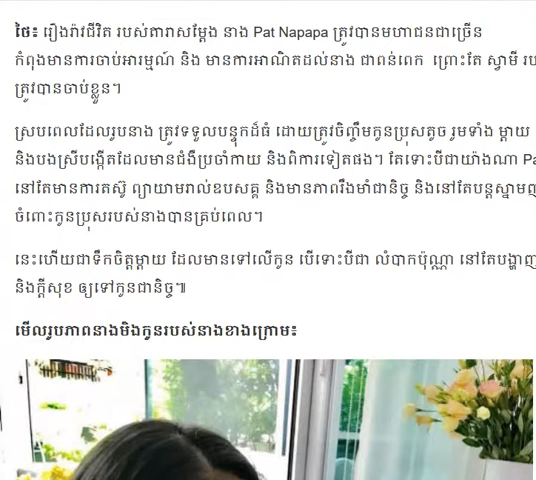 ថៃ៖ រឿងរ៉ាវជីវិត របស់តារាសម្ដែង នាង Pat Napapa ត្រូវបានមហាជនជាច្រើន
កំពុងមានការចាប់អារម្មណ៍ និង មានការអាណិតដល់នាង ជាពន់ពេក ព្រោះតែ ស្វាមី រប
ត្រូវបានចាប់ខ្លួន។
ស្របពេលដែលរូបនាង ត្រូវទទួលបន្ទុកដ៏ធំ ដោយត្រូវចិញ្ចឹមកូនប្រុសតូច រួមទាំង ម្ដាយ
និងបងស្រីបង្កើតដែលមានជំងឺប្រចាំកាយ និងពិការទៀតផង។ តែទោះបីជាយ៉ាងណា Pa
នៅតែមានការតស៊ូ ព្យាយាមរាល់ឧបសគ្គ និងមានភាពរឹងមាំជានិច្ច និងនៅតែបន្តស្នាមញ
ចំពោះកូនប្រុសរបស់នាងបានគ្រប់ពេល។
នេះហើយជាទឹកចិត្តម្ដាយ ដែលមានទៅលើកូន បើទោះបីជា លំបាកប៉ុណ្ណា នៅតែបង្ហាញ
និងក្ដីសុខ ឲ្យទៅកូនជានិច្ច៕
មើលរូបភាពនាងមិងកូនរបស់នាងខាងក្រោម៖